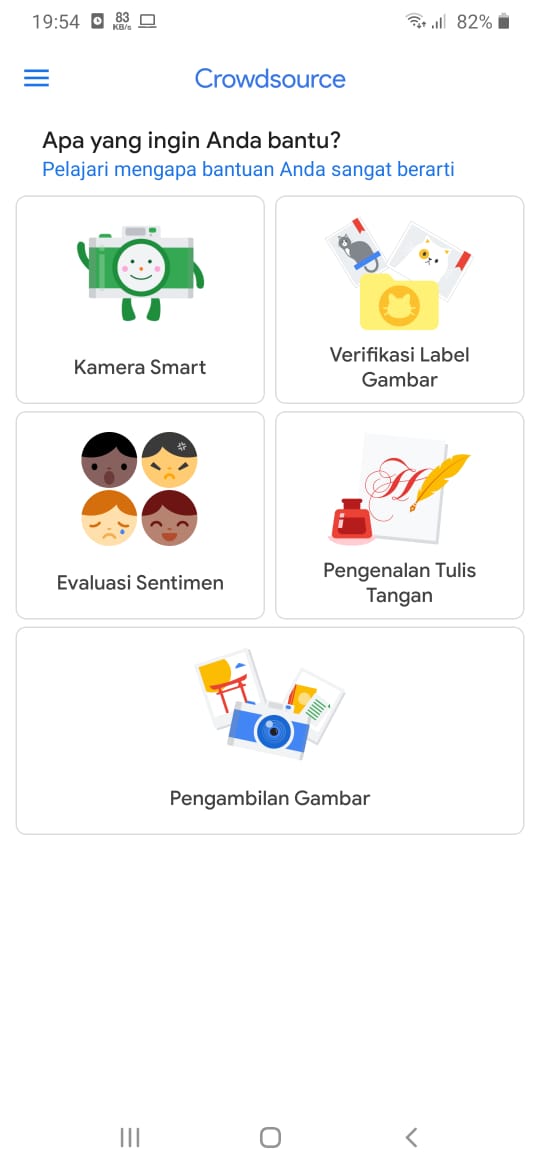 19:54 83 KB/s 82%
Crowdsource
Apa yang ingin Anda bantu?
Pelajari mengapa bantuan Anda sangat berarti
Kamera Smart
Verifikasi Label
Gambar
Evaluasi Sentimen
Pengenalan Tulis
Tangan
Pengambilan Gambar